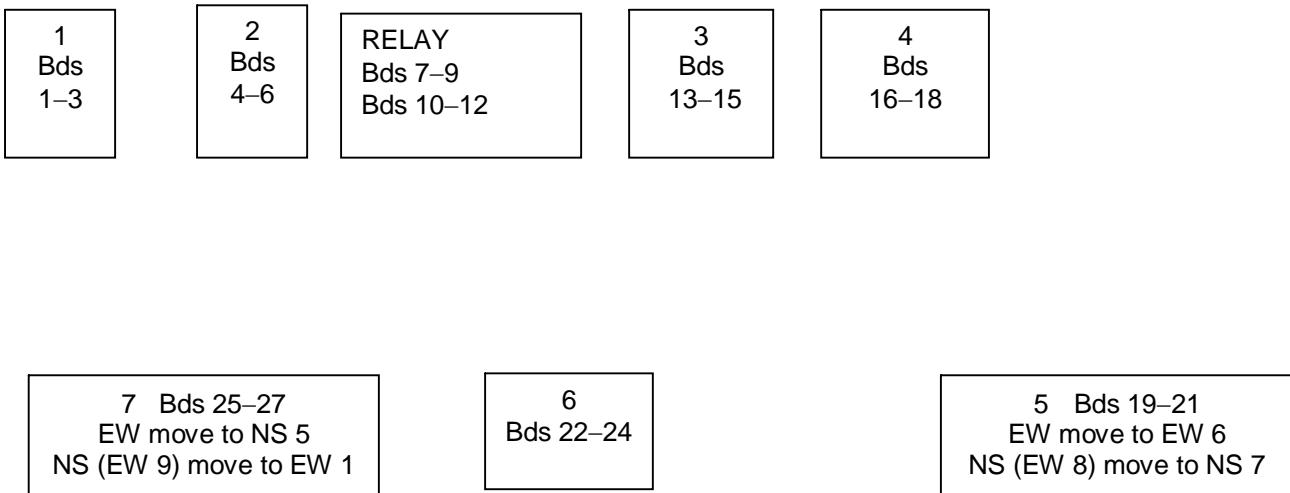 1
Bds
1–3
2
Bds
4–6
RELAY
Bds 7–9
Bds 10–12
3
Bds
13–15
4
Bds
16–18
7 Bds 25–27
EW move to NS 5
NS (EW 9) move to EW 1
6
Bds 22–24
5 Bds 19–21
EW move to EW 6
NS (EW 8) move to NS 7